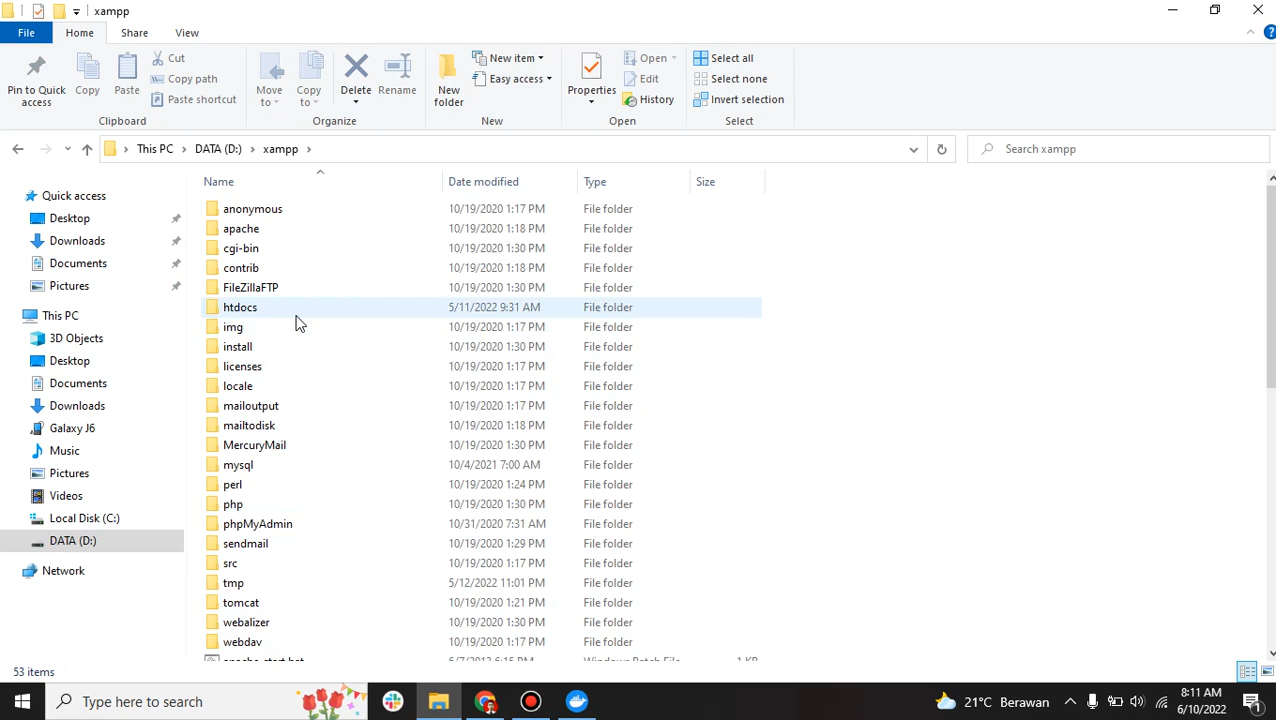 xampp
File Home Share View
Pin to Quick access
Copy
Paste
Cut
Copy path
Paste shortcut
Clipboard
Move to
Copy to
Delete
Rename
Organize
New folder
New item
Easy access
New
Properties
Open
Edit
History
Open
Select all
Select none
Invert selection
Select
This PC DATA (D:) xampp
Search xampp
Quick access
Desktop
Downloads
Documents
Pictures
This PC
3D Objects
Desktop
Documents
Downloads
Galaxy J6
Music
Pictures
Videos
Local Disk (C:)
DATA (D:)
Network
Name Date modified Type Size
anonymous 10/19/2020 1:17 PM File folder
apache 10/19/2020 1:18 PM File folder
cgi-bin 10/19/2020 1:30 PM File folder
contrib 10/19/2020 1:18 PM File folder
FileZillaFTP 10/19/2020 1:30 PM File folder
htdocs 5/11/2022 9:31 AM File folder
img 10/19/2020 1:17 PM File folder
install 10/19/2020 1:30 PM File folder
licenses 10/19/2020 1:17 PM File folder
locale 10/19/2020 1:17 PM File folder
mailoutput 10/19/2020 1:17 PM File folder
mailtodisk 10/19/2020 1:18 PM File folder
MercuryMail 10/19/2020 1:30 PM File folder
mysql 10/4/2021 7:00 AM File folder
perl 10/19/2020 1:24 PM File folder
php 10/19/2020 1:30 PM File folder
phpMyAdmin 10/31/2020 7:31 AM File folder
sendmail 10/19/2020 1:29 PM File folder
src 10/19/2020 1:17 PM File folder
tmp 5/12/2022 11:01 PM File folder
tomcat 10/19/2020 1:21 PM File folder
webalizer 10/19/2020 1:30 PM File folder
webdav 10/19/2020 1:17 PM File folder
apache_start.bat 6/7/2013 6:15 PM Windows Batch File 1 KB
53 items
Type here to search
21°C Berawan
8:11 AM
6/10/2022
1